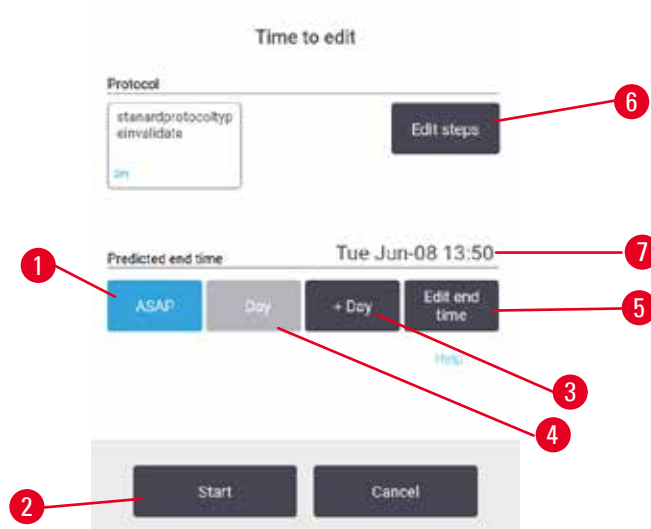 Time to edit
Protocol
stanardprotocoltyp
einvalidate
Edit steps
6
Predicted end time
Tue Jun-08 13:50
7
1
ASAP
Day
+ Day
Edit end
time
5
Help
3
4
Start
Cancel
2